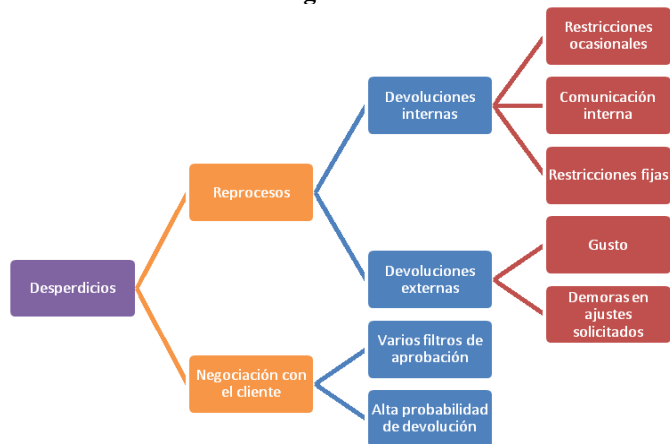 Restricciones
ocasionales
Devoluciones
internas
Comunicación
interna
Restricciones fijas
Reprocesos
Gusto
Devoluciones
externas
Desperdicios
Demoras en
ajustes
solicitados
Varios filtros de
aprobación
Negociación con
el cliente
Alta probabilidad
de devolución